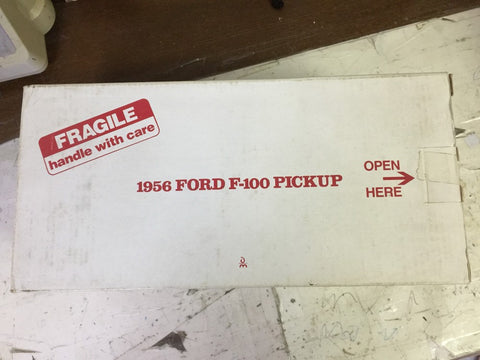 FRAGILE
handle with care
1956 FORD F-100 PICKUP
OPEN
HERE